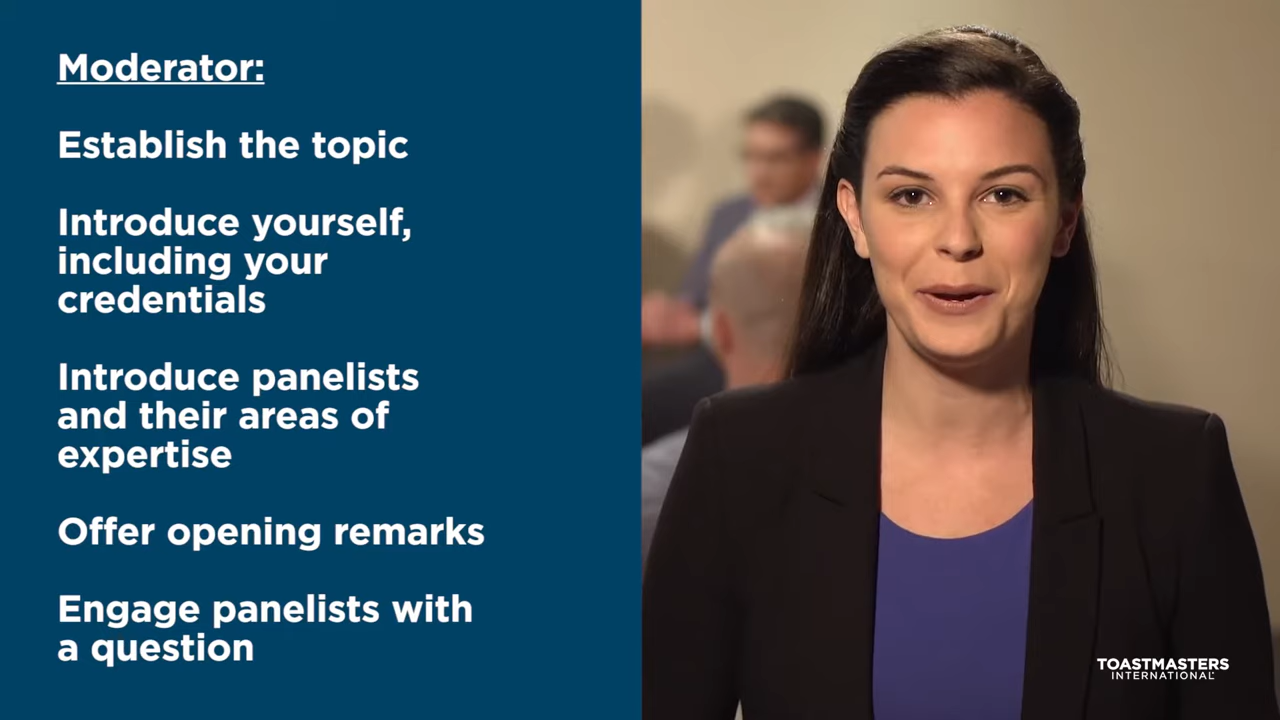 Moderator:
Establish the topic
Introduce yourself,
including your
credentials
Introduce panelists
and their areas of
expertise
Offer opening remarks
Engage panelists with
a question
TOASTMASTERS
INTERNATIONAL